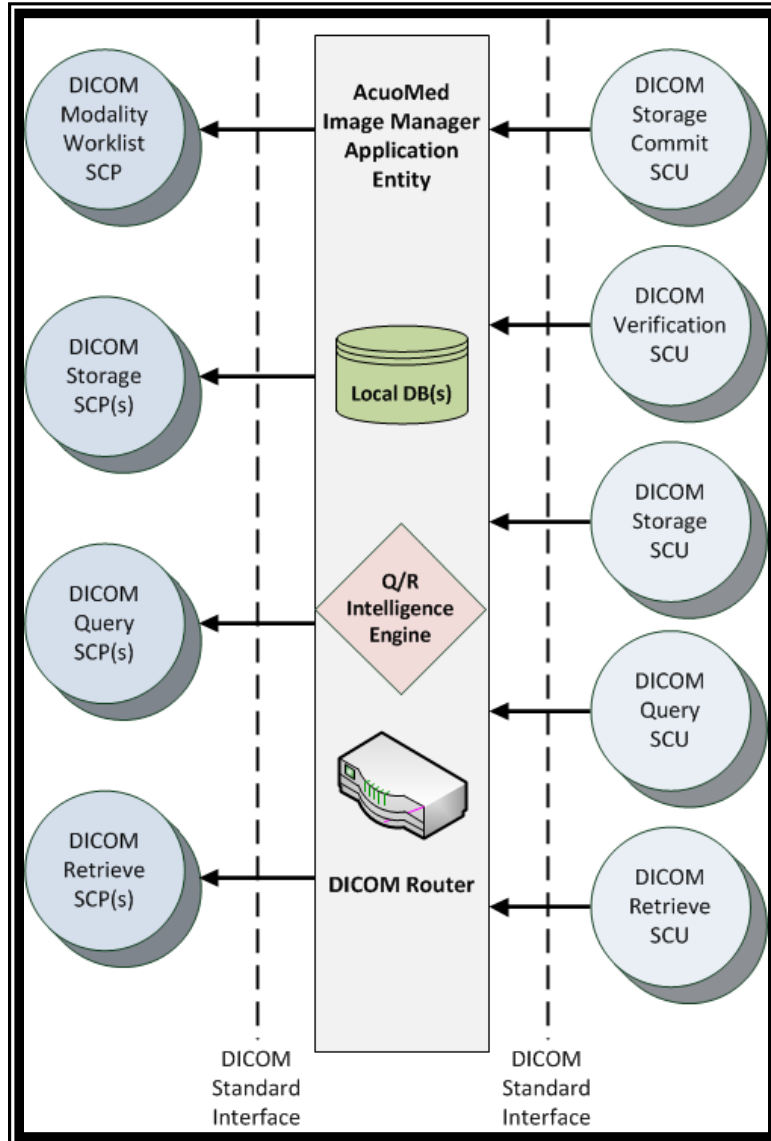 DICOM
Modality
Worklist
SCP
DICOM
Storage
SCP(s)
DICOM
Query
SCP(s)
DICOM
Retrieve
SCP(s)
AcuoMed
Image Manager
Application
Entity
Local DB(s)
Q/R
Intelligence
Engine
DICOM Router
DICOM
Storage
Commit
SCU
DICOM
Verification
SCU
DICOM
Storage
SCU
DICOM
Query
SCU
DICOM
Retrieve
SCU
DICOM
Standard
Interface
DICOM
Standard
Interface